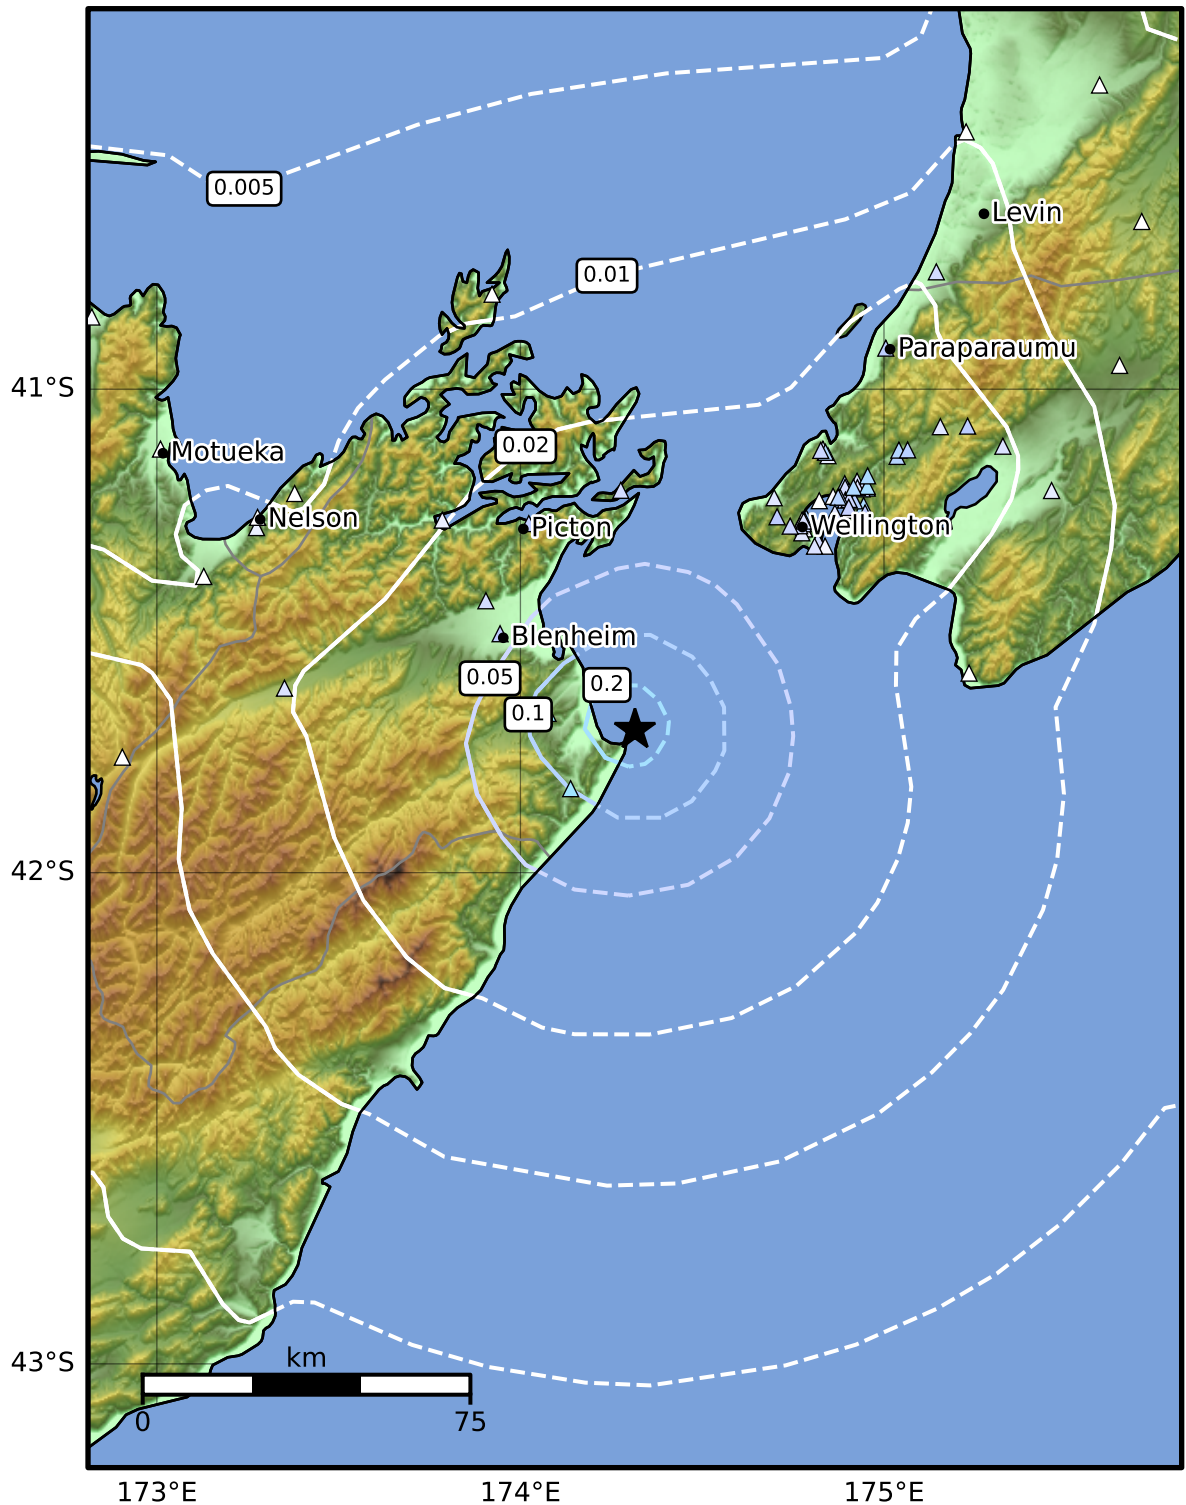 0.005
Levin
0.01
Paraparaumu
41°S
0.02
Motueka
Nelson
Picton
Wellington
Blenheim
0.05
0.2
0.1
42°S
43°S
km
0
75
173°E
174°E
175°E